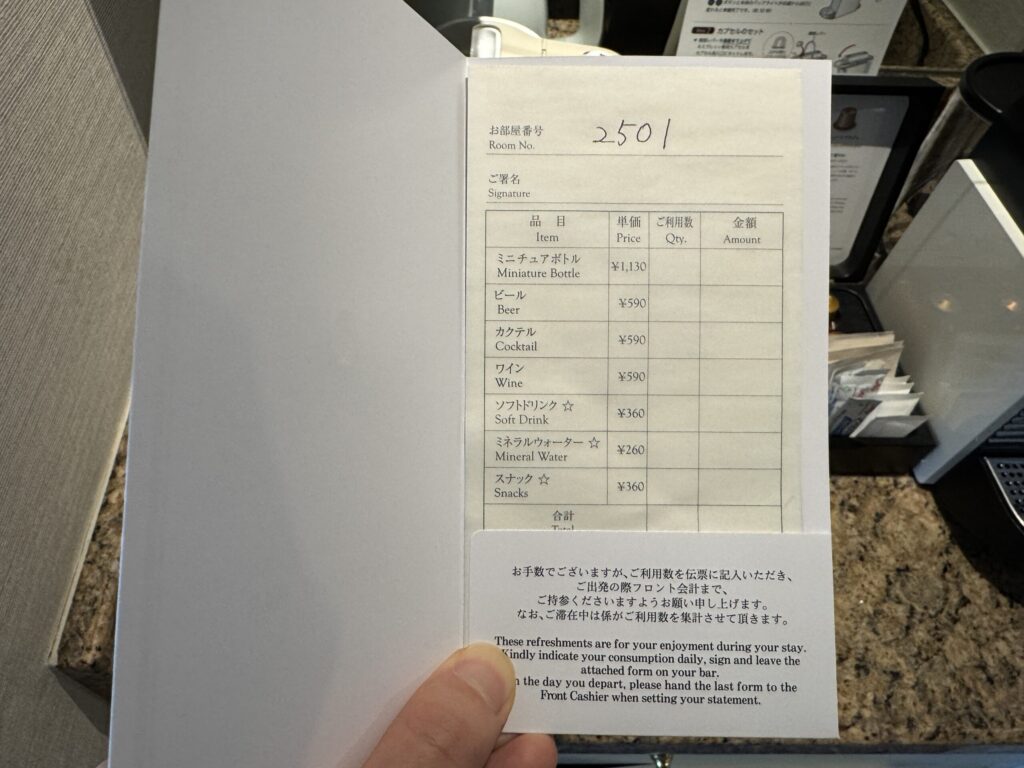 カプセルのセット
お部屋番号 2501
Room No.
ご署名
Signature
品 目 単価 ご利用数 金額
Item Price Qty. Amount
ミニチュアボトル
Miniature Bottle ¥1,130
ビール
Beer ¥590
カクテル
Cocktail ¥590
ワイン
Wine ¥590
ソフトドリンク ☆
Soft Drink ¥360
ミネラルウォーター ☆
Mineral Water ¥260
スナック ☆
Snacks ¥360
合計
Total
お手数でございますが、ご利用数を伝票に記入いただき、
ご出発の際フロント会計まで、
ご持参くださいますようお願い申し上げます。
なお、ご滞在中は係がご利用数を集計させて頂きます。
These refreshments are for your enjoyment during your stay.
Kindly indicate your consumption daily, sign and leave the
attached form on your bar.
n the day you depart, please hand the last form to the
Front Cashier when setting your statement.